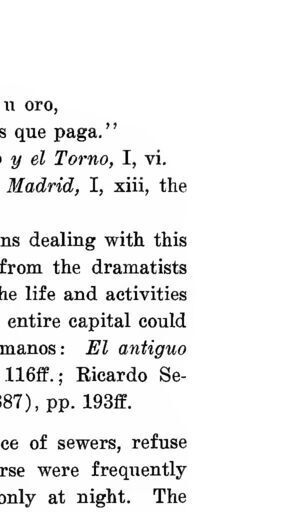 n oro,
s que paga.''
o y el Torno, I, vi.
Madrid, I, xiii, the
ns dealing with this
from the dramatists
he life and activities
entire capital could
manos: El antiguo
116ff.; Ricardo Se-
387), pp. 193ff.
ce of sewers, refuse
rse were frequently
only at night. The